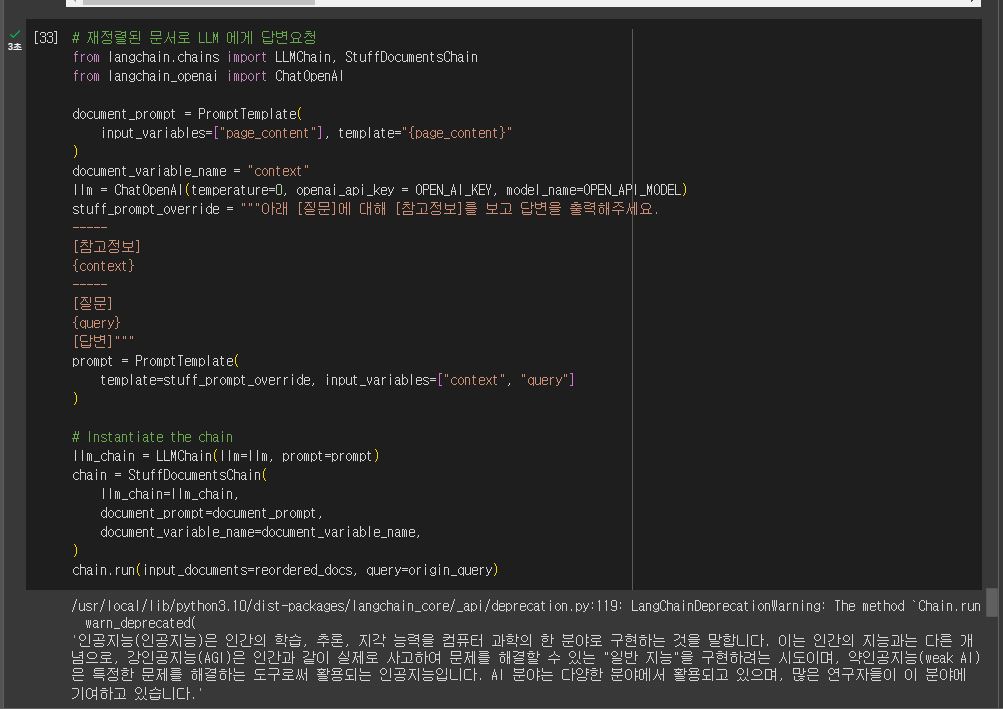 3초
[33] # 재정렬된 문서로 LLM 에게 답변요청
from langchain.chains import LLMChain, StuffDocumentsChain
from langchain_openai import ChatOpenAI
document_prompt = PromptTemplate(
    input_variables=["page_content"], template="{page_content}"
)
document_variable_name = "context"
llm = ChatOpenAI(temperature=0, openai_api_key = OPEN_AI_KEY, model_name=OPEN_API_MODEL)
stuff_prompt_override = """아래 [질문]에 대해 [참고정보]를 보고 답변을 출력해주세요.
-----
[참고정보]
{context}
-----
[질문]
{query}
[답변]"""
prompt = PromptTemplate(
    template=stuff_prompt_override, input_variables=["context", "query"]
)
# Instantiate the chain
llm_chain = LLMChain(llm=llm, prompt=prompt)
chain = StuffDocumentsChain(
    llm_chain=llm_chain,
    document_prompt=document_prompt,
    document_variable_name=document_variable_name,
)
chain.run(input_documents=reordered_docs, query=origin_query)
/usr/local/lib/python3.10/dist-packages/langchain_core/_api/deprecation.py:119: LangChainDeprecationWarning: The method `Chain.run
  warn_deprecated(
'인공지능(인공지능)은 인간의 학습, 추론, 지각 능력을 컴퓨터 과학의 한 분야로 구현하는 것을 말합니다. 이는 인간의 지능과는 다른 개
념으로, 강인공지능(AGI)은 인간과 같이 실제로 사고하여 문제를 해결할 수 있는 "일반 지능"을 구현하려는 시도이며, 약인공지능(weak AI)
은 특정한 문제를 해결하는 도구로써 활용되는 인공지능입니다. AI 분야는 다양한 분야에서 활용되고 있으며, 많은 연구자들이 이 분야에
기여하고 있습니다.'